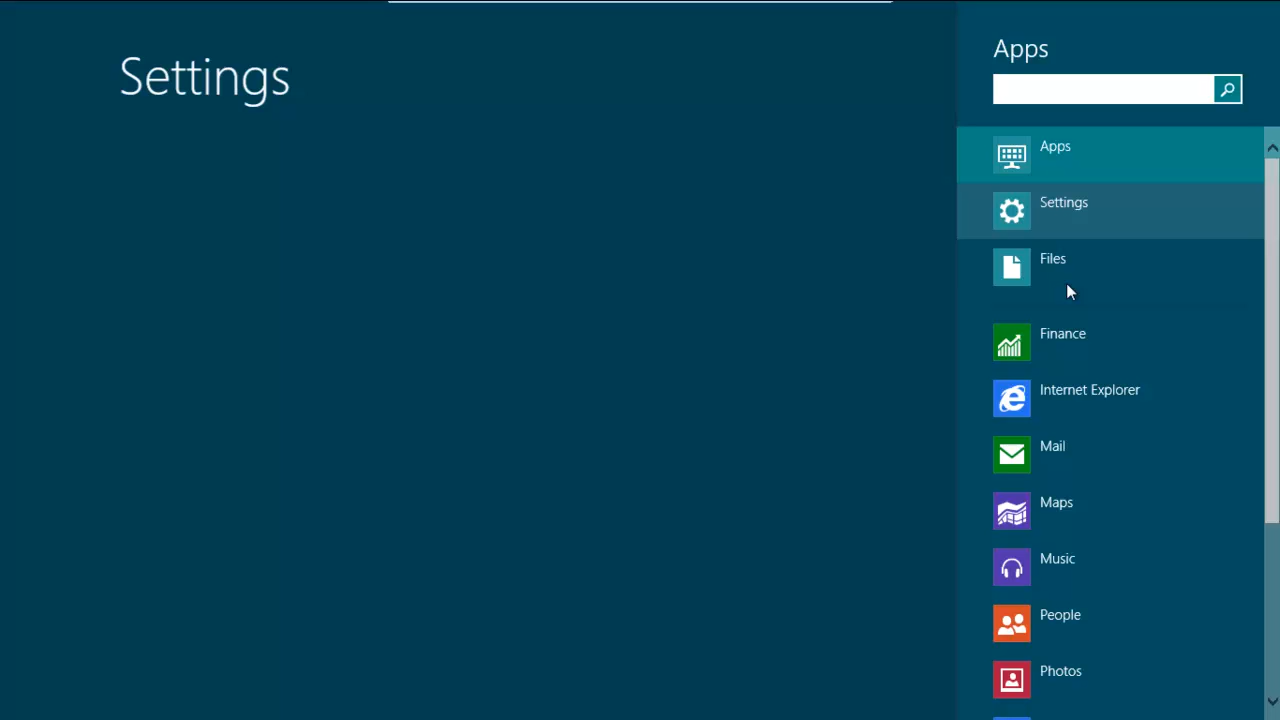 Settings
Apps
Apps
Settings
Files
Finance
Internet Explorer
Mail
Maps
Music
People
Photos